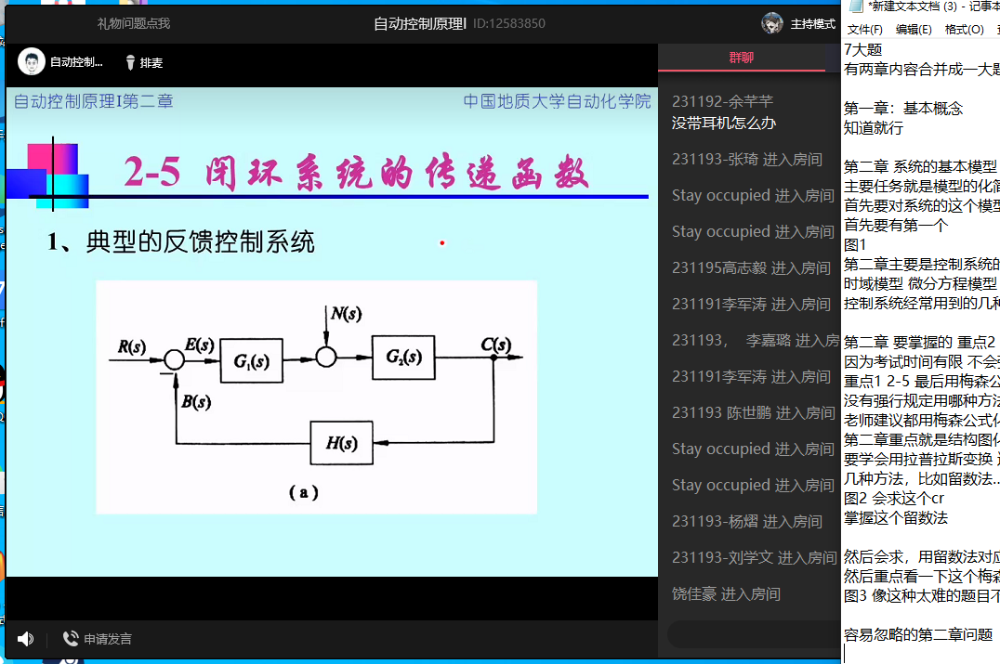 礼物问题点我
自动控制原理I ID:12583850
主持模式
自动控制...
排麦
自动控制原理I第二章
中国地质大学自动化学院
2-5 闭环系统的传递函数
1、典型的反馈控制系统
N(s)
R(s)
E(s)
G₁(s)
G₂(s)
C(s)
B(s)
H(s)
(a)
申请发言
群聊
231192-余芊芊
没带耳机怎么办
231193-张琦 进入房间
Stay occupied 进入房间
Stay occupied 进入房间
231195高志毅 进入房间
231191李军涛 进入房间
231193， 李嘉璐 进入房
231191李军涛 进入房间
231193 陈世鹏 进入房间
Stay occupied 进入房间
Stay occupied 进入房间
231193-杨熠 进入房间
231193-刘学文 进入房间
饶佳豪 进入房间
*新建文本文档 (3) - 记事本
文件(F) 编辑(E) 格式(O)
7大题
有两章内容合并成一大题
第一章：基本概念
知道就行
第二章 系统的基本模型
主要任务就是模型的化简
首先要对系统的这个模型
首先要有第一个
图1
第二章主要是控制系统的
时域模型 微分方程模型
控制系统经常用到的几种
第二章 要掌握的 重点2
因为考试时间有限 不会
重点1 2-5 最后用梅森公
没有强行规定用哪种方法
老师建议都用梅森公式化
第二章重点就是结构图化
要学会用拉普拉斯变换
几种方法，比如留数法...
图2 会求这个cr
掌握这个留数法
然后会求，用留数法对应
然后重点看一下这个梅森
图3 像这种太难的题目不
容易忽略的第二章问题